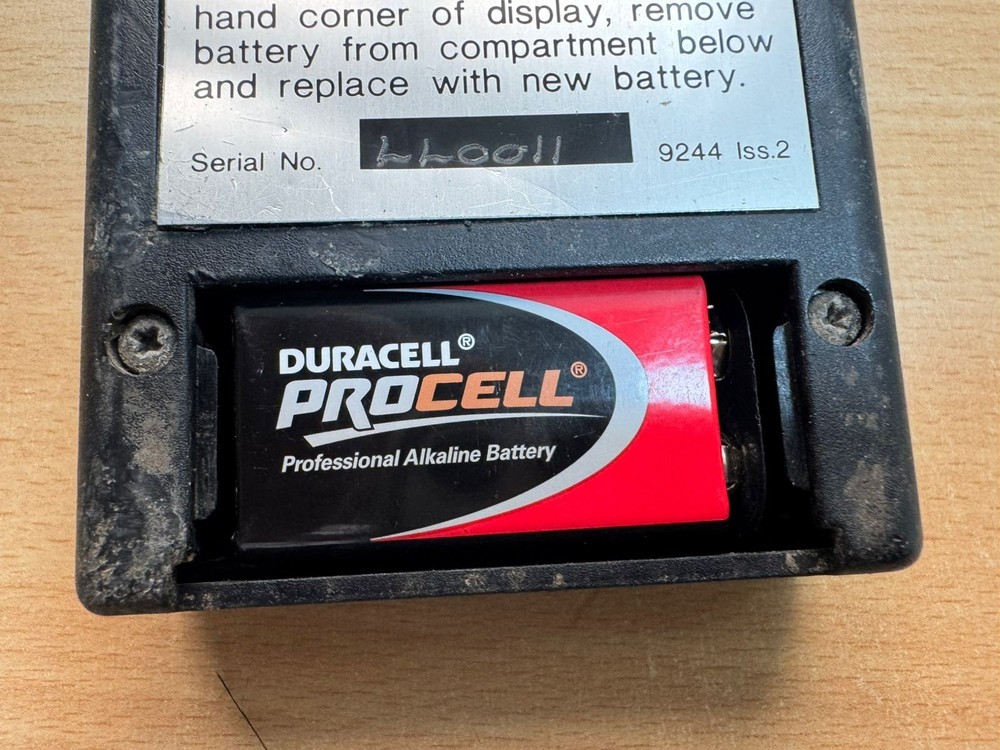 hand corner of display, remove
battery from compartment below
and replace with new battery.
Serial No. LL0011 9244 Iss.2
DURACELL®
PROCELL®
Professional Alkaline Battery